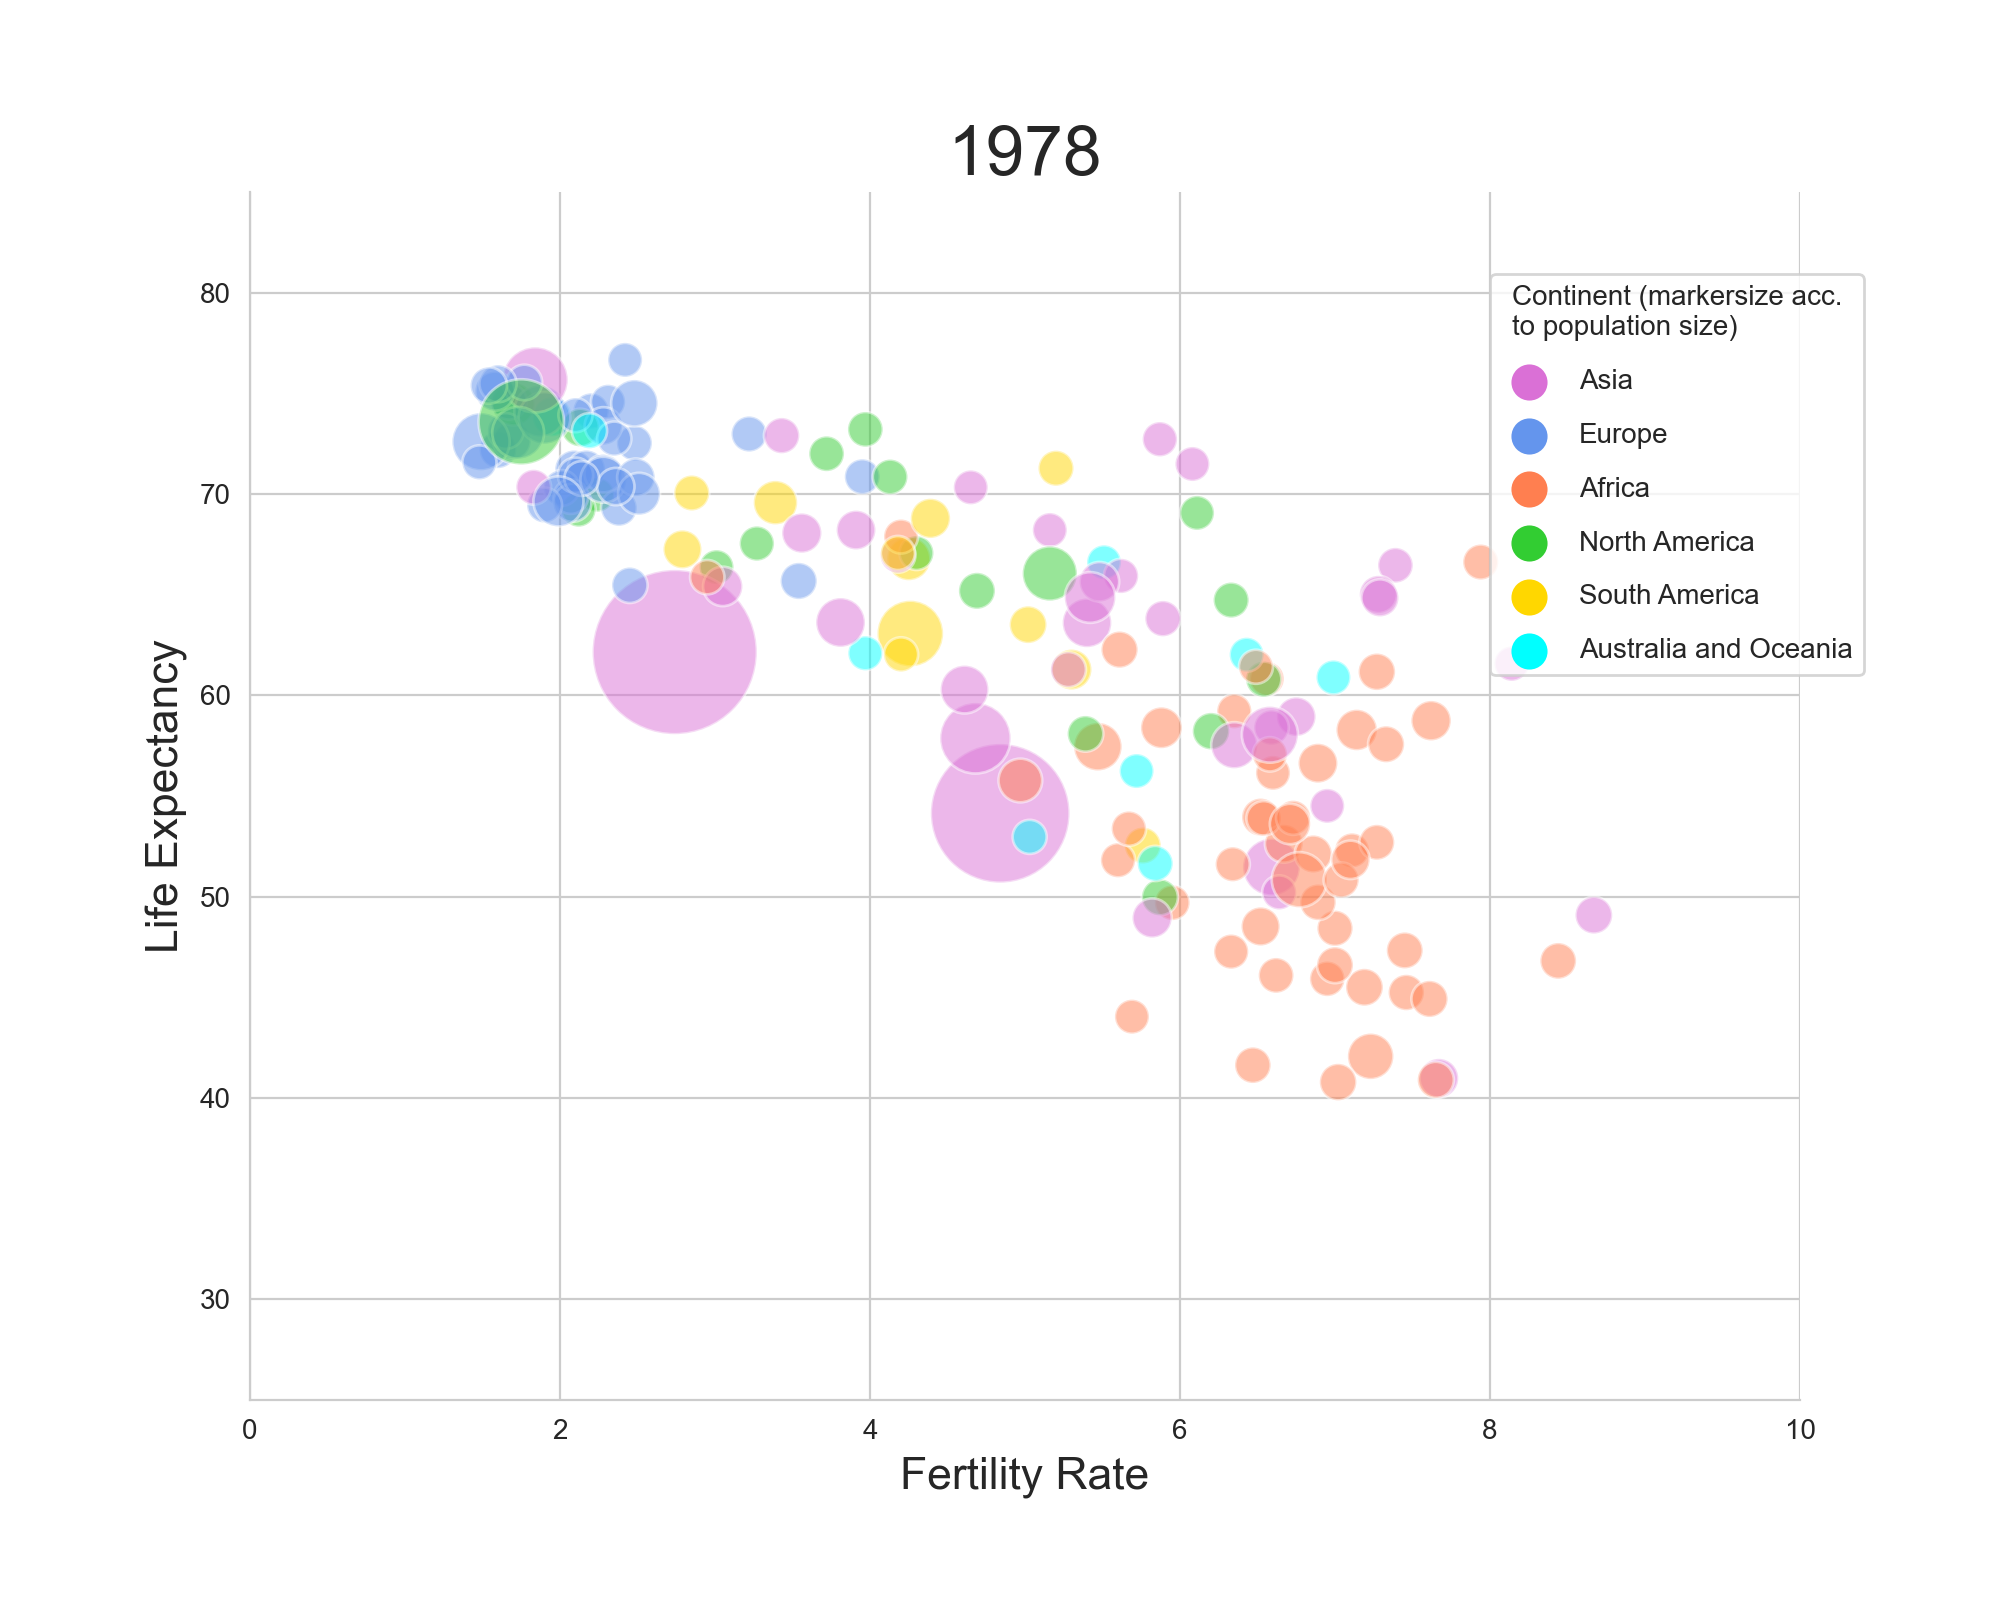 1978
Continent (markersize acc.
to population size)
Asia
Europe
Africa
North America
South America
Australia and Oceania
80
70
60
50
40
30
Life Expectancy
0 2 4 6 8 10
Fertility Rate